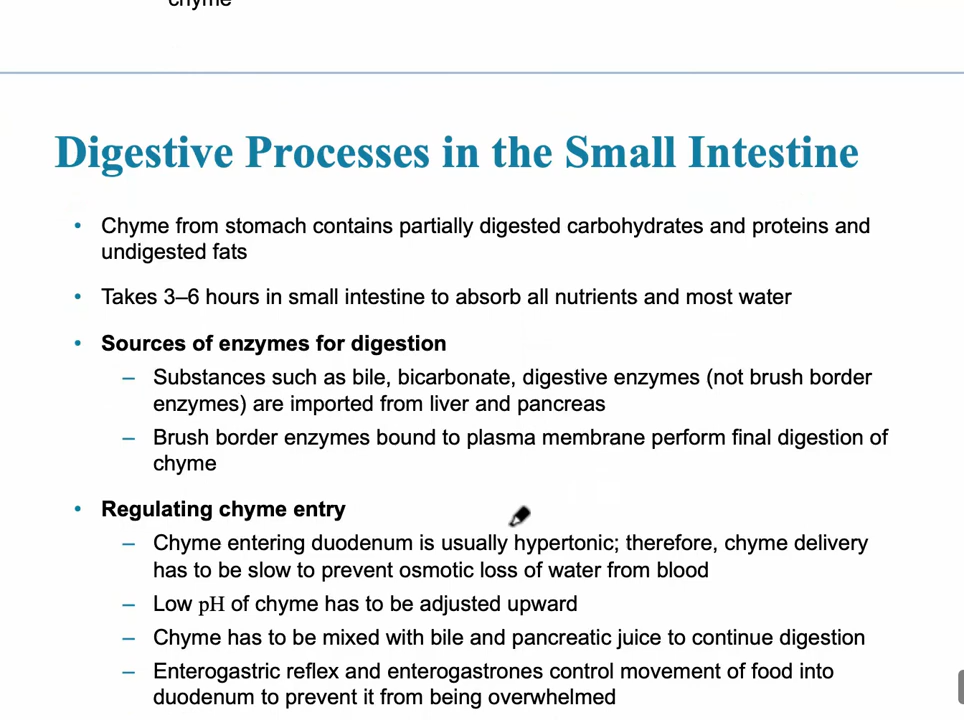 chyme
Digestive Processes in the Small Intestine
• Chyme from stomach contains partially digested carbohydrates and proteins and
undigested fats
• Takes 3–6 hours in small intestine to absorb all nutrients and most water
• Sources of enzymes for digestion
– Substances such as bile, bicarbonate, digestive enzymes (not brush border
enzymes) are imported from liver and pancreas
– Brush border enzymes bound to plasma membrane perform final digestion of
chyme
• Regulating chyme entry
– Chyme entering duodenum is usually hypertonic; therefore, chyme delivery
has to be slow to prevent osmotic loss of water from blood
– Low pH of chyme has to be adjusted upward
– Chyme has to be mixed with bile and pancreatic juice to continue digestion
– Enterogastric reflex and enterogastrones control movement of food into
duodenum to prevent it from being overwhelmed